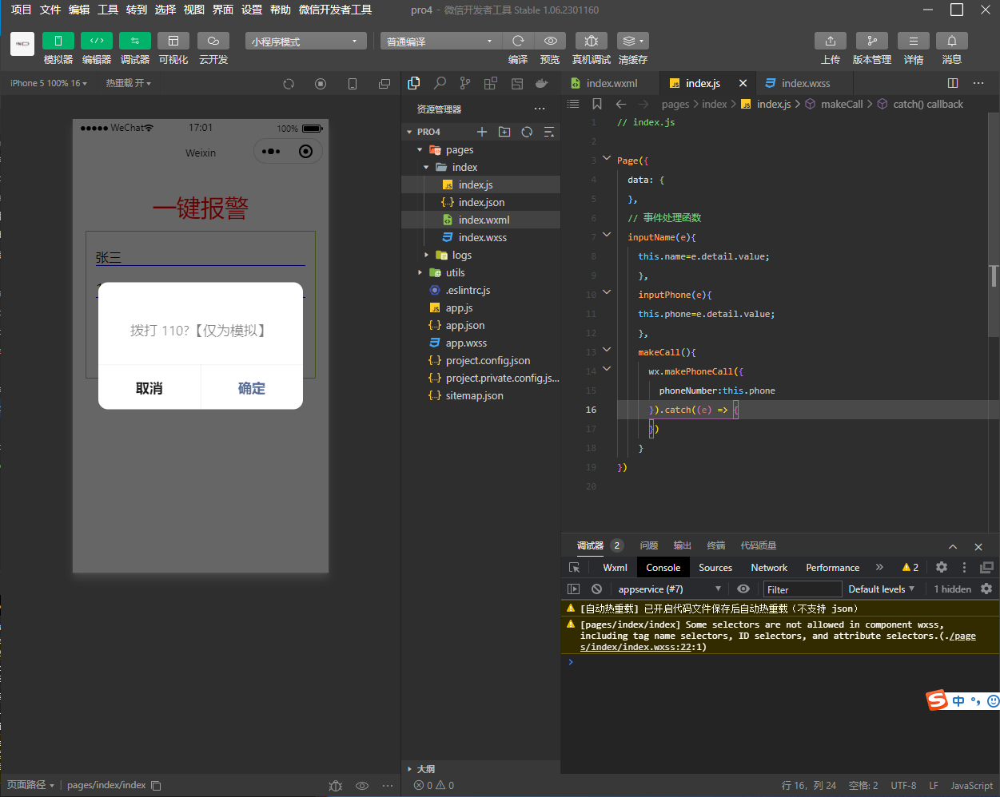 项目 文件 编辑 工具 转到 选择 视图 界面 设置 帮助 微信开发者工具
pro4 - 微信开发者工具 Stable 1.06.2301160
小程序模式
普通编译
模拟器 编辑器 调试器 可视化 云开发
编译 预览 真机调试 清缓存
上传 版本管理 详情 消息
iPhone 5 100% 16
热重载 开
WeChat
17:01
100%
Weixin
一键报警
张三
拨打 110?【仅为模拟】
取消
确定
资源管理器
PRO4
pages
index
index.js
index.json
index.wxml
index.wxss
logs
utils
.eslintrc.js
app.js
app.json
app.wxss
project.config.json
project.private.config.js...
sitemap.json
大纲
index.wxml
index.js
index.wxss
pages > index > index.js > makeCall > catch() callback
1 // index.js
2
3 Page({
4 data: {
5 },
6 // 事件处理函数
7 inputName(e){
8 this.name=e.detail.value;
9 },
10 inputPhone(e){
11 this.phone=e.detail.value;
12 },
13 makeCall(){
14 wx.makePhoneCall({
15 phoneNumber:this.phone
16 }).catch((e) => {
17 })
18 }
19 })
20
调试器 2 问题 输出 终端 代码质量
Wxml Console Sources Network Performance » 2
appservice (#7)
Filter
Default levels
1 hidden
[自动热重载] 已开启代码文件保存后自动热重载（不支持 json）
[pages/index/index] Some selectors are not allowed in component wxss,
including tag name selectors, ID selectors, and attribute selectors.(./page
s/index/index.wxss:22:1)
中
页面路径
pages/index/index
0 0
行 16，列 24 空格: 2 UTF-8 LF JavaScript